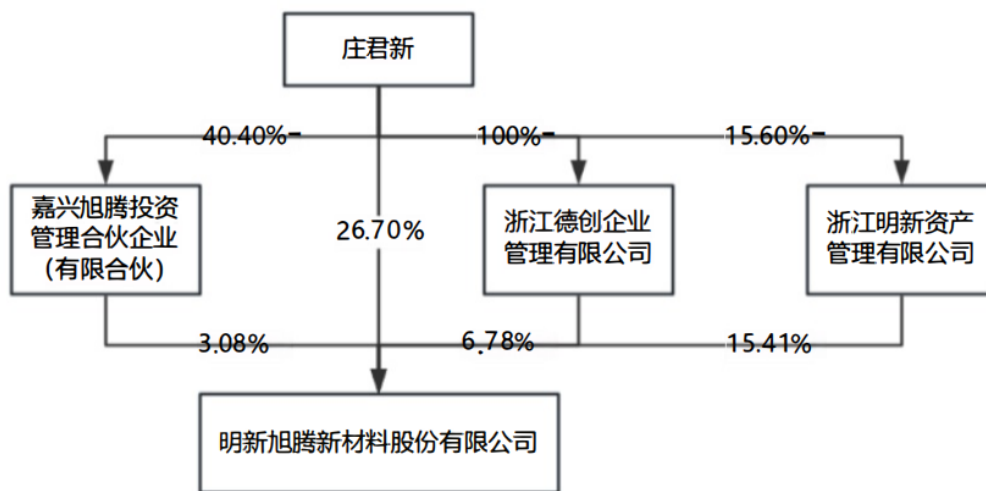 庄君新
40.40%-
100%-
15.60%-
嘉兴旭腾投资
管理合伙企业
（有限合伙）
26.70%
浙江德创企业
管理有限公司
浙江明新资产
管理有限公司
3.08%
6.78%
15.41%
明新旭腾新材料股份有限公司